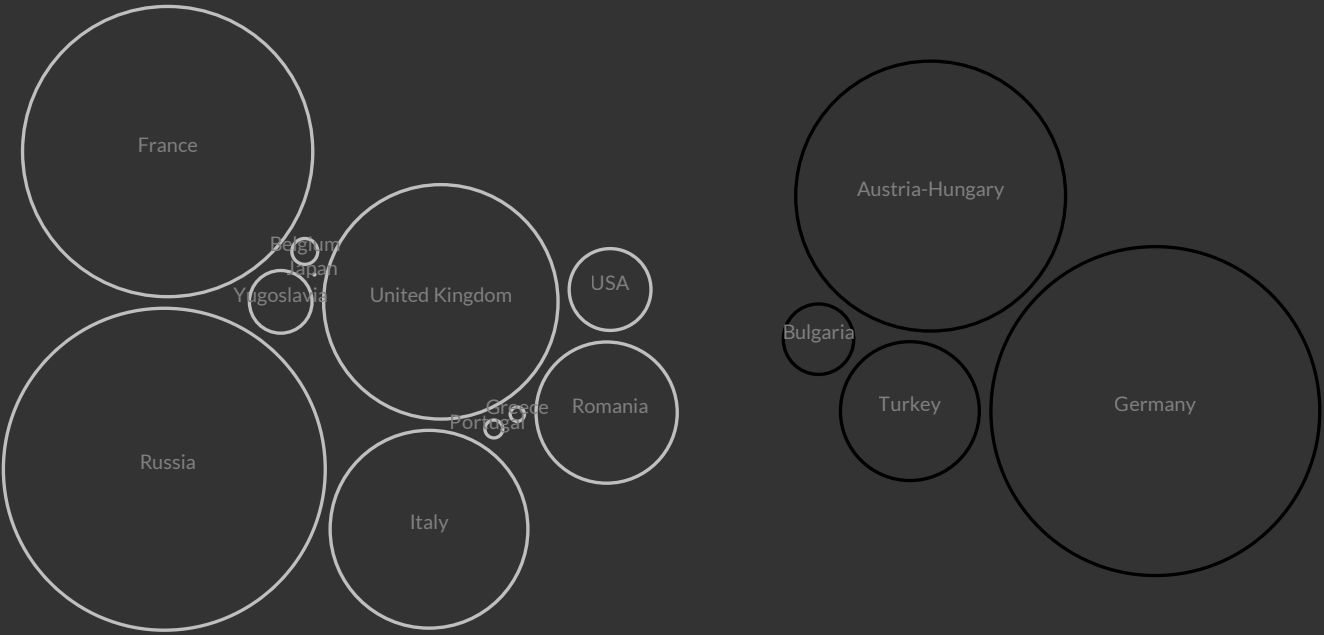 France
Belgium
Japan
Yugoslavia
United Kingdom
USA
Greece
Romania
Portugal
Russia
Italy
Austria-Hungary
Bulgaria
Turkey
Germany